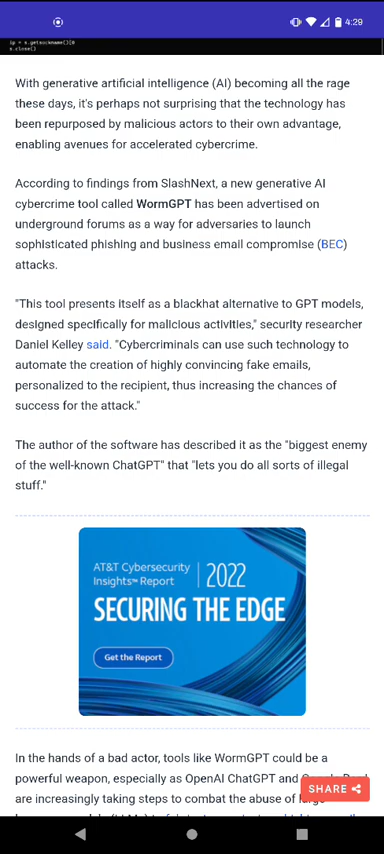 4:29
ip = s.getsockname()[0
s.close()
With generative artificial intelligence (AI) becoming all the rage
these days, it's perhaps not surprising that the technology has
been repurposed by malicious actors to their own advantage,
enabling avenues for accelerated cybercrime.
According to findings from SlashNext, a new generative AI
cybercrime tool called WormGPT has been advertised on
underground forums as a way for adversaries to launch
sophisticated phishing and business email compromise (BEC)
attacks.
"This tool presents itself as a blackhat alternative to GPT models,
designed specifically for malicious activities," security researcher
Daniel Kelley said. "Cybercriminals can use such technology to
automate the creation of highly convincing fake emails,
personalized to the recipient, thus increasing the chances of
success for the attack."
The author of the software has described it as the "biggest enemy
of the well-known ChatGPT" that "lets you do all sorts of illegal
stuff."
AT&T Cybersecurity
Insights™ Report
2022
SECURING THE EDGE
Get the Report
In the hands of a bad actor, tools like WormGPT could be a
powerful weapon, especially as OpenAI ChatGPT and
SHARE
are increasingly taking steps to combat the abuse of large